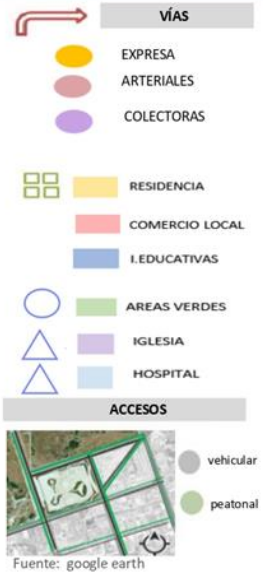 VÍAS
EXPRESA
ARTERIALES
COLECTORAS
RESIDENCIA
COMERCIO LOCAL
I.EDUCATIVAS
AREAS VERDES
IGLESIA
HOSPITAL
ACCESOS
vehicular
peatonal
Fuente: google earth